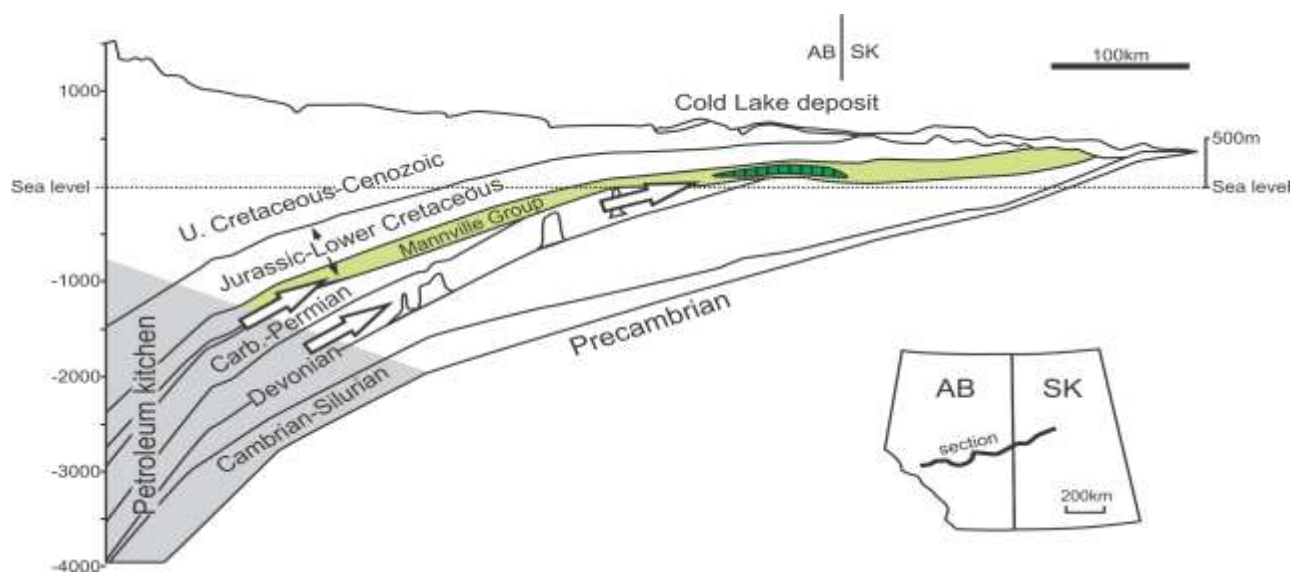 AB SK
100km
1000
Cold Lake deposit
500m
U. Cretaceous-Cenozoic
Sea level
Sea level
Jurassic-Lower Cretaceous
Mannville Group
-1000
Carb.-Permian
Precambrian
-2000
Devonian
Petroleum kitchen
Cambrian-Silurian
AB SK
section
-3000
200km
-4000